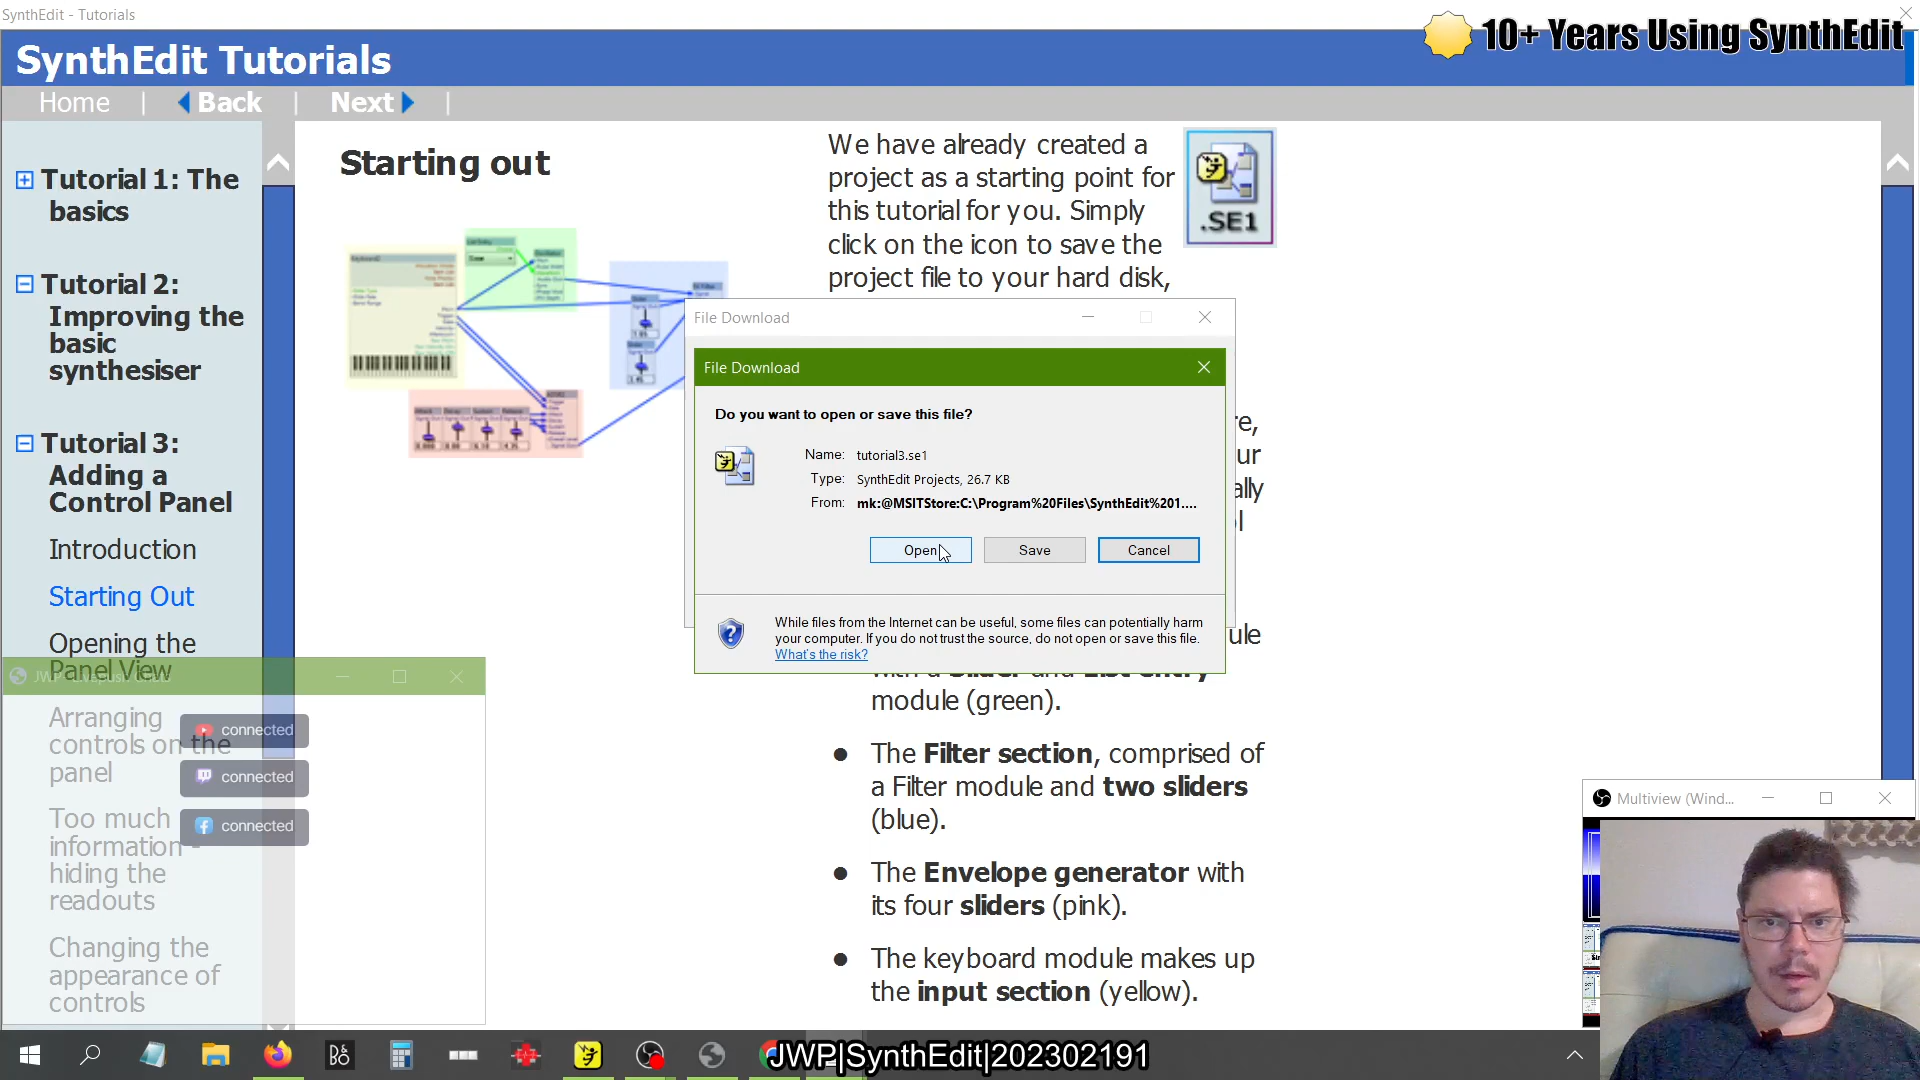 SynthEdit - Tutorials
10+ Years Using SynthEdit
SynthEdit Tutorials
Home | Back | Next |
Tutorial 1: The
basics
Tutorial 2:
Improving the
basic
synthesiser
Tutorial 3:
Adding a
Control Panel
Introduction
Starting Out
Opening the
Panel View
Arranging
controls on the
panel
Too much
information -
hiding the
readouts
Changing the
appearance of
controls
connected
connected
connected
Starting out
We have already created a
project as a starting point for
this tutorial for you. Simply
click on the icon to save the
project file to your hard disk,
.SE1
File Download
File Download
Do you want to open or save this file?
Name: tutorial3.se1
Type: SynthEdit Projects, 26.7 KB
From: mk:@MSITStore:C:\Program%20Files\SynthEdit%201....
Open
Save
Cancel
While files from the Internet can be useful, some files can potentially harm
your computer. If you do not trust the source, do not open or save this file.
What's the risk?
module (green).
The Filter section, comprised of
a Filter module and two sliders
(blue).
The Envelope generator with
its four sliders (pink).
The keyboard module makes up
the input section (yellow).
Multiview (Wind...
JWP|SynthEdit|202302191